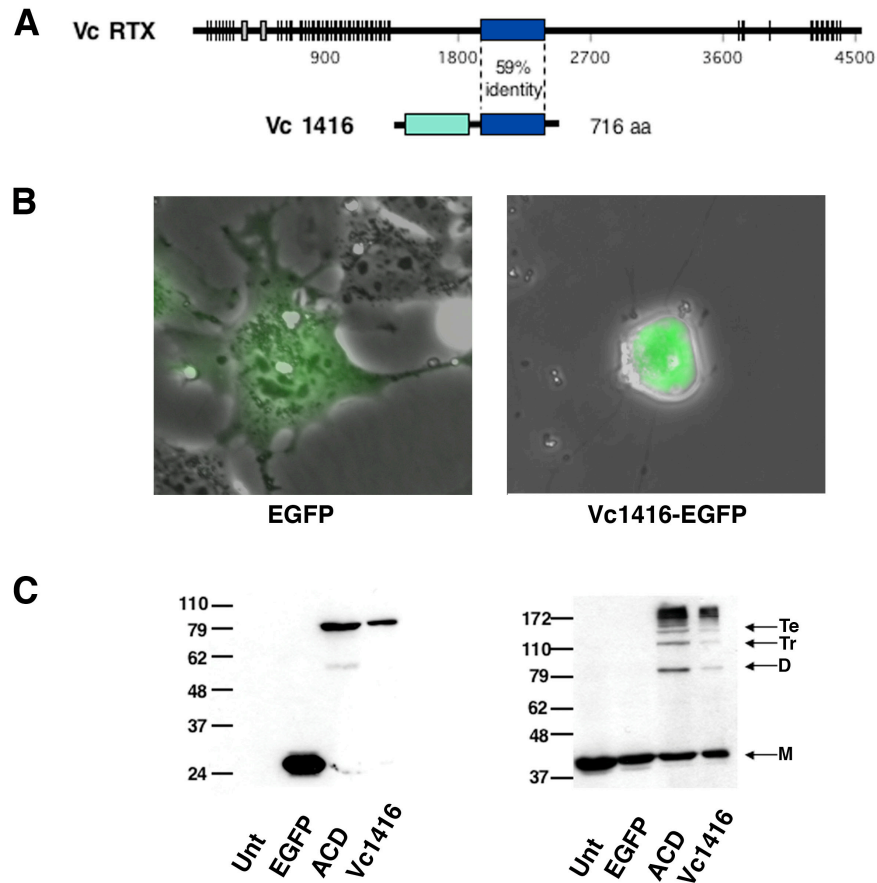 A
Vc RTX
900 1800 2700 3600 4500
59%
identity
Vc 1416
716 aa
B
EGFP
Vc1416-EGFP
C
110
79
62
48
37
24
Unt
EGFP
ACD
Vc1416
172
110
79
62
48
37
Te
Tr
D
M
Unt
EGFP
ACD
Vc1416